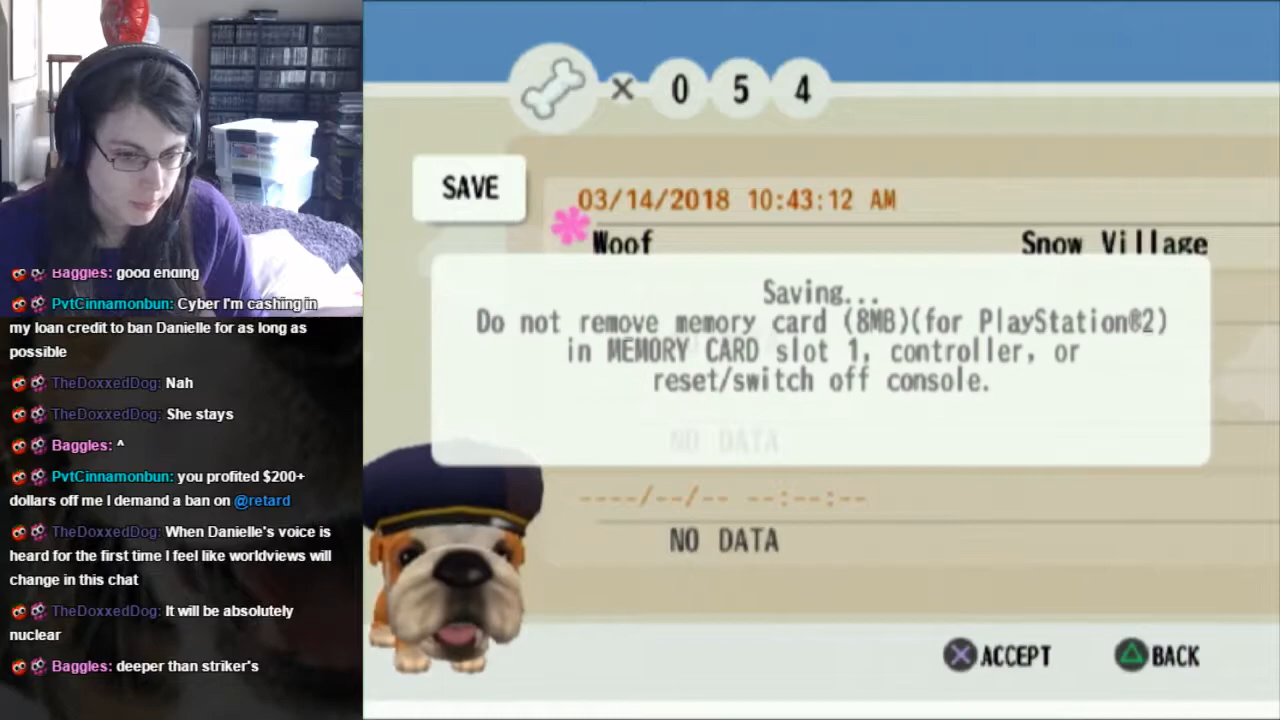 × 0 5 4
SAVE
03/14/2018 10:43:12 AM
Woof Snow Village
Saving...
Do not remove memory card (8MB)(for PlayStation®2)
in MEMORY CARD slot 1, controller, or
reset/switch off console.
NO DATA
----/--/-- --:--:--
NO DATA
ACCEPT BACK
Baggles: good ending
PvtCinnamonbun: Cyber I'm cashing in
my loan credit to ban Danielle for as long as
possible
TheDoxxedDog: Nah
TheDoxxedDog: She stays
Baggles: ^
PvtCinnamonbun: you profited $200+
dollars off me I demand a ban on @retard
TheDoxxedDog: When Danielle's voice is
heard for the first time I feel like worldviews will
change in this chat
TheDoxxedDog: It will be absolutely
nuclear
Baggles: deeper than striker's